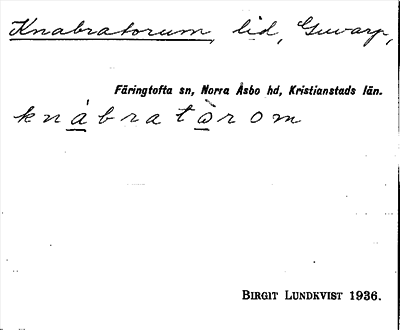 Knabratorum, lid, Guvarp,
Färingtofta sn, Norra Åsbo hd, Kristianstads län.
knábratòrom
BIRGIT LUNDKVIST 1936.